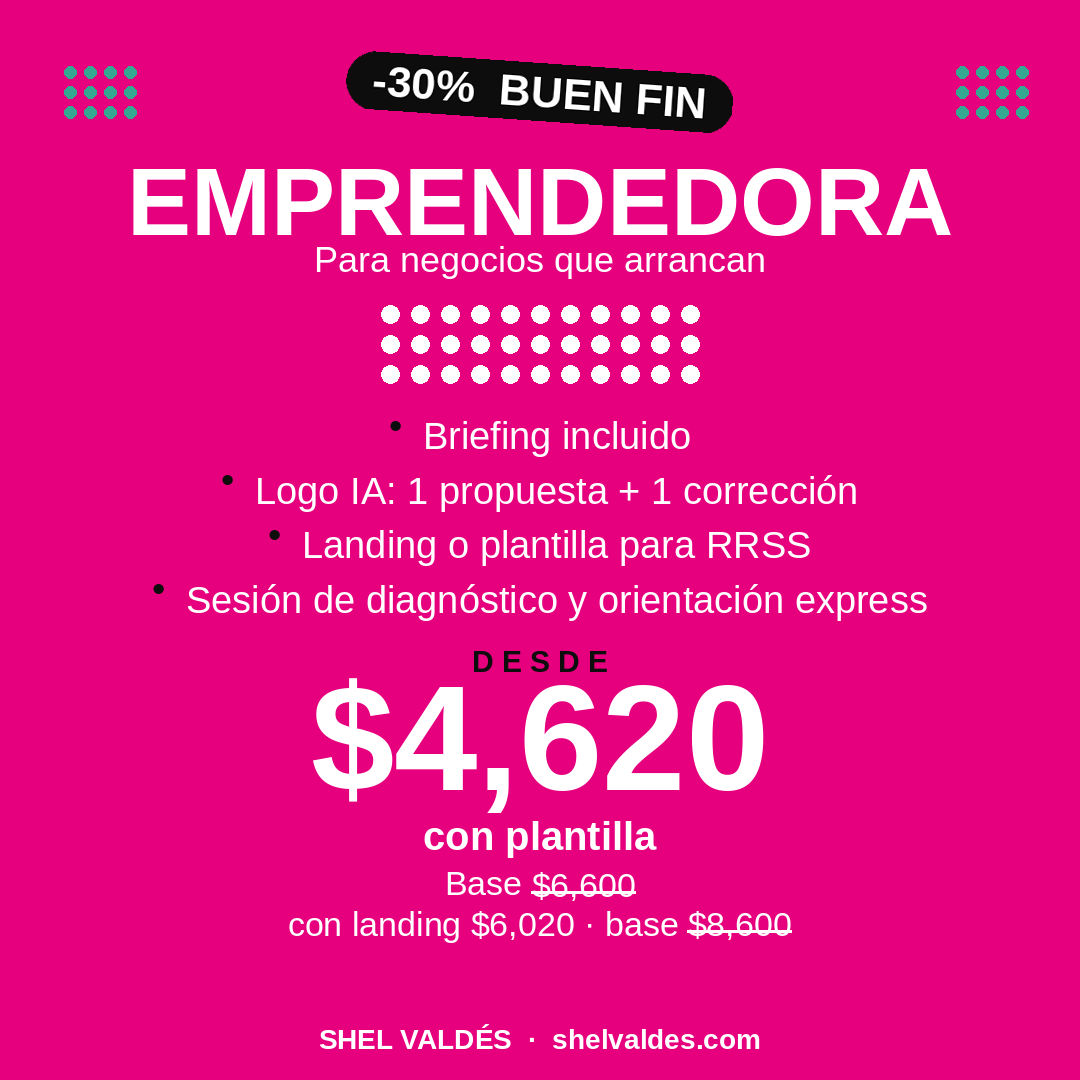 -30% BUEN FIN
EMPRENDEDORA
Para negocios que arrancan
• Briefing incluido
• Logo IA: 1 propuesta + 1 corrección
• Landing o plantilla para RRSS
• Sesión de diagnóstico y orientación express
DESDE
$4,620
con plantilla
Base $6,600
con landing $6,020 · base $8,600
SHEL VALDÉS · shelvaldes.com